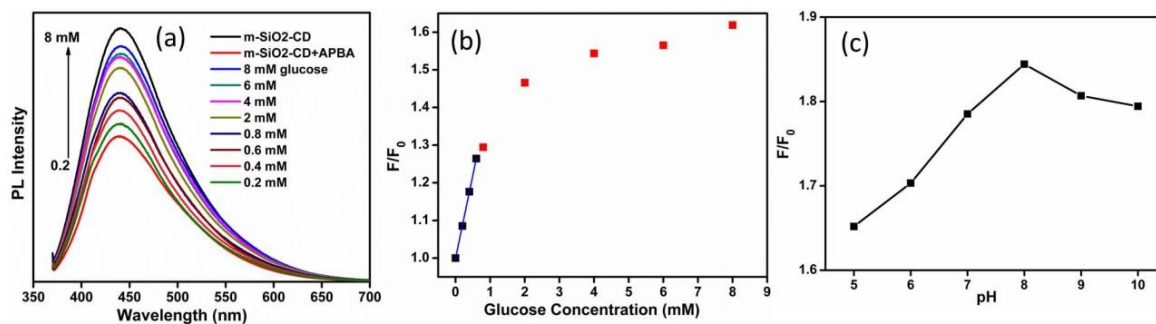 (a)
8 mM
0.2
m-SiO2-CD
m-SiO2-CD+APBA
8 mM glucose
6 mM
4 mM
2 mM
0.8 mM
0.6 mM
0.4 mM
0.2 mM
PL Intensity
350 400 450 500 550 600 650 700
Wavelength (nm)
(b)
F/F0
1.6
1.5
1.4
1.3
1.2
1.1
1.0
0 1 2 3 4 5 6 7 8 9
Glucose Concentration (mM)
(c)
F/F0
1.9
1.8
1.7
1.6
5 6 7 8 9 10
pH